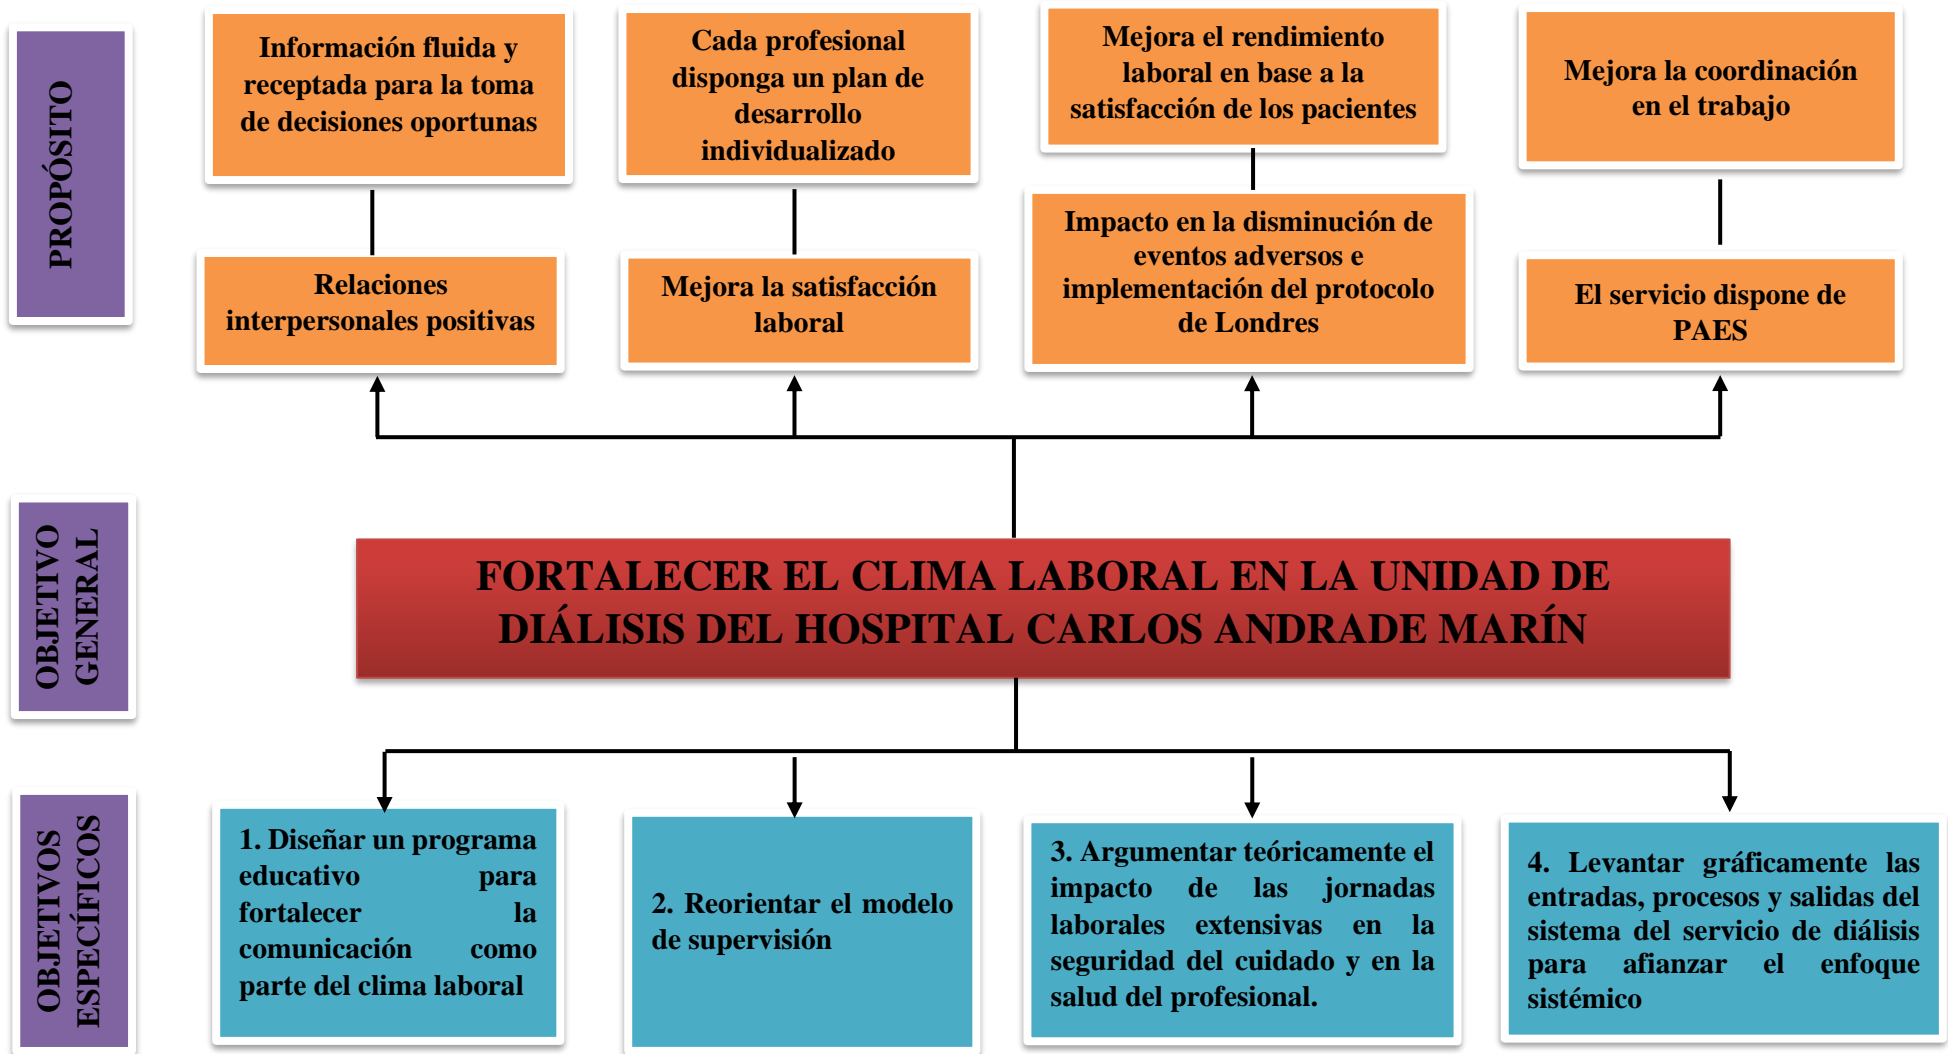 PROPÓSITO
Información fluida y
receptada para la toma
de decisiones oportunas
Cada profesional
disponga un plan de
desarrollo
individualizado
Mejora el rendimiento
laboral en base a la
satisfacción de los pacientes
Mejora la coordinación
en el trabajo
Relaciones
interpersonales positivas
Mejora la satisfacción
laboral
Impacto en la disminución de
eventos adversos e
implementación del protocolo
de Londres
El servicio dispone de
PAES
OBJETIVO
GENERAL
FORTALECER EL CLIMA LABORAL EN LA UNIDAD DE
DIÁLISIS DEL HOSPITAL CARLOS ANDRADE MARÍN
OBJETIVOS
ESPECÍFICOS
1. Diseñar un programa
educativo para
fortalecer la
comunicación como
parte del clima laboral
2. Reorientar el modelo
de supervisión
3. Argumentar teóricamente el
impacto de las jornadas
laborales extensivas en la
seguridad del cuidado y en la
salud del profesional.
4. Levantar gráficamente las
entradas, procesos y salidas del
sistema del servicio de diálisis
para afianzar el enfoque
sistémico